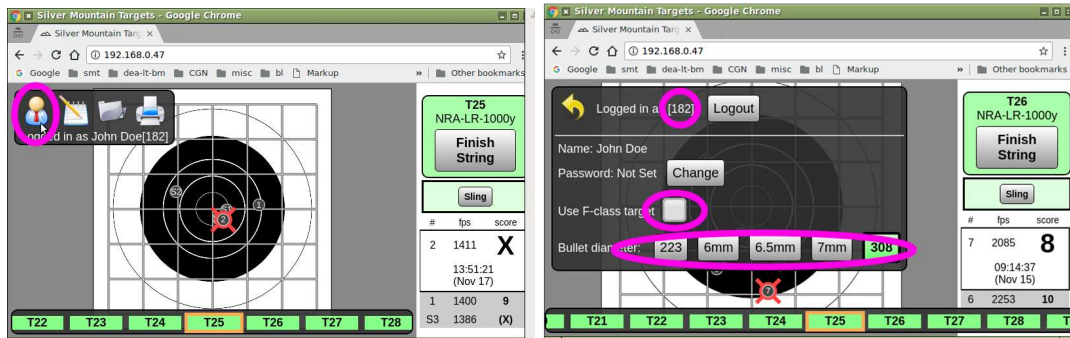 Silver Mountain Targets - Google Chrome
Silver Mountain Targ
192.168.0.47
Google smt dea-lt-bm CGN misc bl Markup » Other bookmarks
Logged in as John Doe[182]
T25
NRA-LR-1000y
Finish
String
Sling
# fps score
2 1411 X
13:51:21
(Nov 17)
1 1400 9
S3 1386 (X)
S2
1
2
T22 T23 T24 T25 T26 T27 T28
Silver Mountain Targets - Google Chrome
Silver Mountain Targ
192.168.0.47
Google smt dea-lt-bm CGN misc bl Markup » Other bookmarks
Logged in as [182] Logout
Name: John Doe
Password: Not Set Change
Use F-class target
Bullet diameter: 223 6mm 6.5mm 7mm 308
T26
NRA-LR-1000y
Finish
String
Sling
# fps score
7 2085 8
09:14:37
(Nov 15)
6 2253 10
7
T21 T22 T23 T24 T25 T26 T27 T28